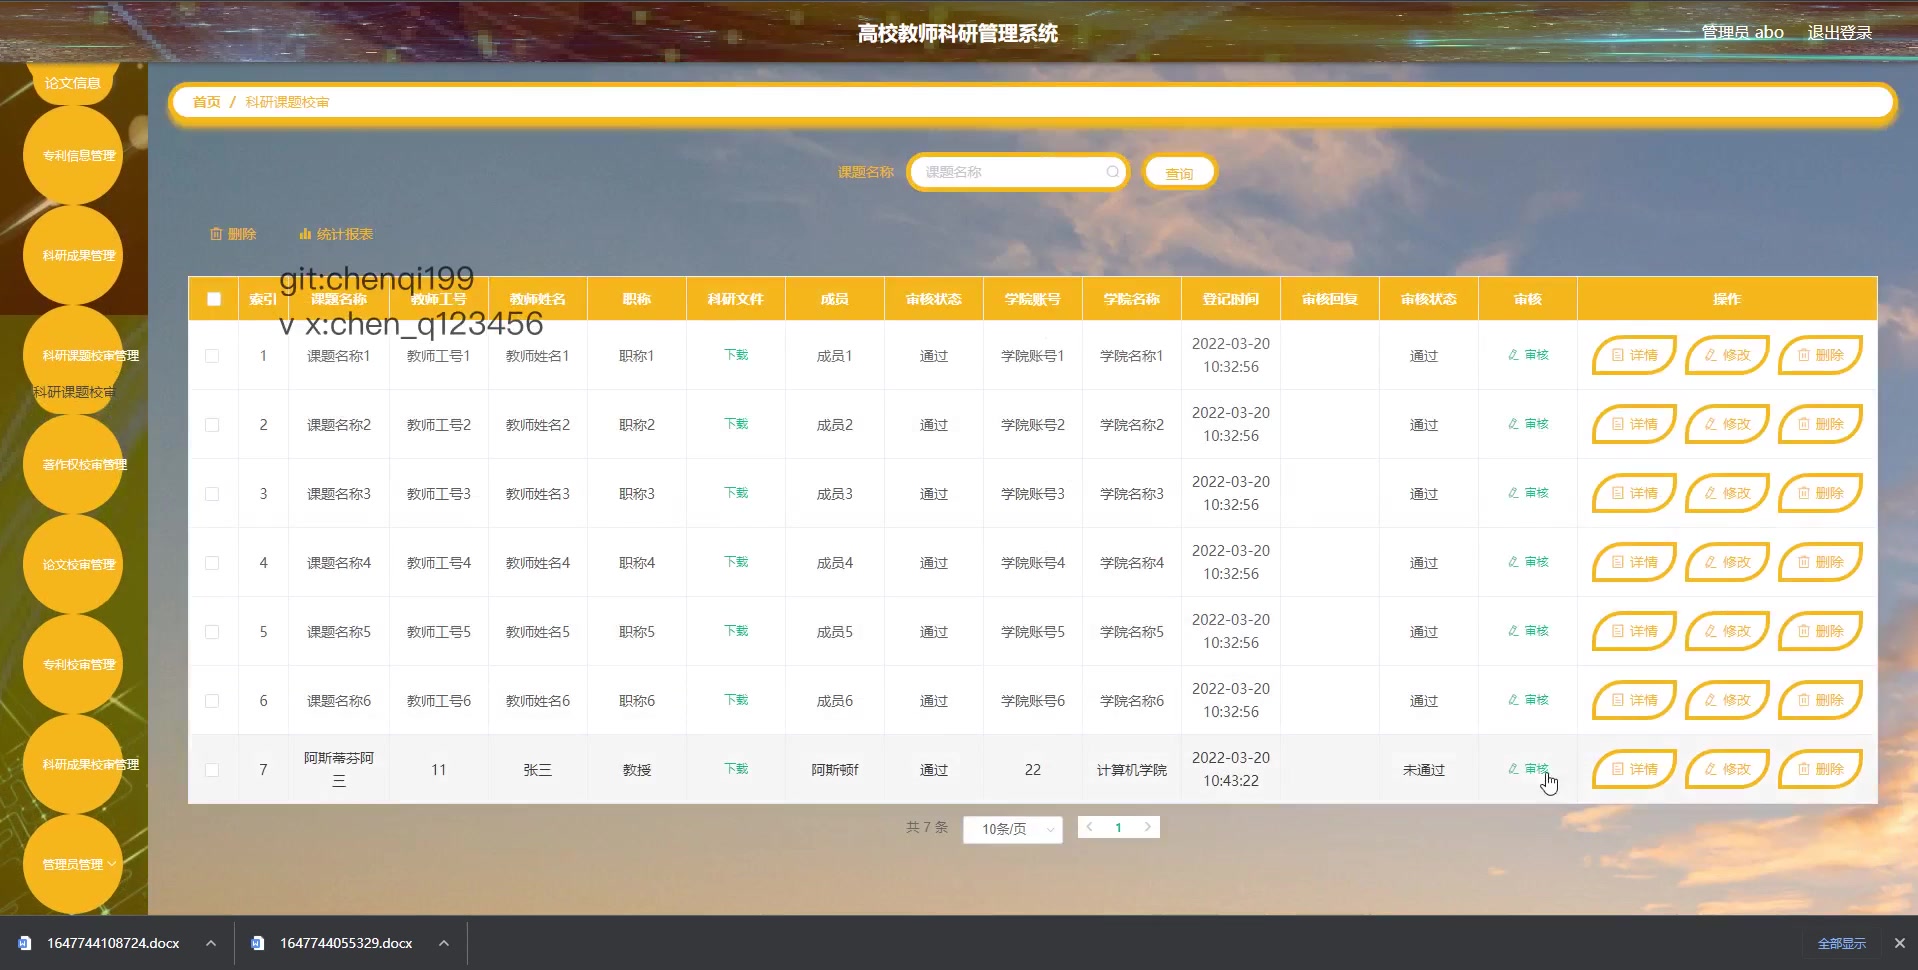 高校教师科研管理系统
管理员 abo 退出登录
论文信息
专利信息管理
科研成果管理
科研课题校审管理
科研课题校审
著作权校审管理
论文校审管理
专利校审管理
科研成果校审管理
管理员管理
首页 / 科研课题校审
课题名称 课题名称 查询
删除 统计报表
git:chenqi199
v x:chen_q123456
索引 课题名称 教师工号 教师姓名 职称 科研文件 成员 审核状态 学院账号 学院名称 登记时间 审核回复 审核状态 审核 操作
1 课题名称1 教师工号1 教师姓名1 职称1 下载 成员1 通过 学院账号1 学院名称1 2022-03-20 10:32:56 通过 审核 详情 修改 删除
2 课题名称2 教师工号2 教师姓名2 职称2 下载 成员2 通过 学院账号2 学院名称2 2022-03-20 10:32:56 通过 审核 详情 修改 删除
3 课题名称3 教师工号3 教师姓名3 职称3 下载 成员3 通过 学院账号3 学院名称3 2022-03-20 10:32:56 通过 审核 详情 修改 删除
4 课题名称4 教师工号4 教师姓名4 职称4 下载 成员4 通过 学院账号4 学院名称4 2022-03-20 10:32:56 通过 审核 详情 修改 删除
5 课题名称5 教师工号5 教师姓名5 职称5 下载 成员5 通过 学院账号5 学院名称5 2022-03-20 10:32:56 通过 审核 详情 修改 删除
6 课题名称6 教师工号6 教师姓名6 职称6 下载 成员6 通过 学院账号6 学院名称6 2022-03-20 10:32:56 通过 审核 详情 修改 删除
7 阿斯蒂芬阿三 11 张三 教授 下载 阿斯顿f 通过 22 计算机学院 2022-03-20 10:43:22 未通过 审核 详情 修改 删除
共 7 条 10条/页 1
1647744108724.docx 1647744055329.docx 全部显示